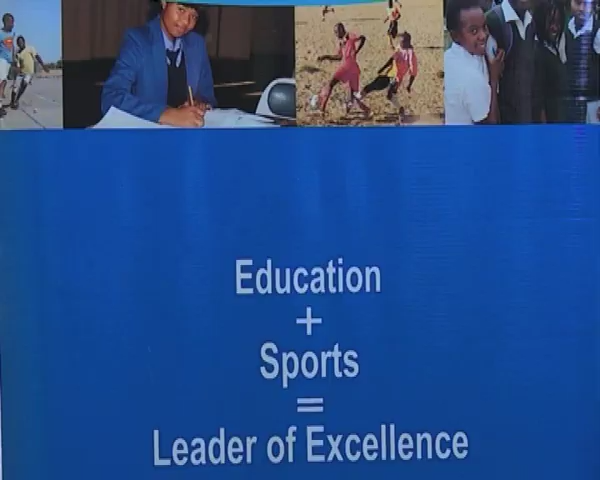 Education
+
Sports
=
Leader of Excellence